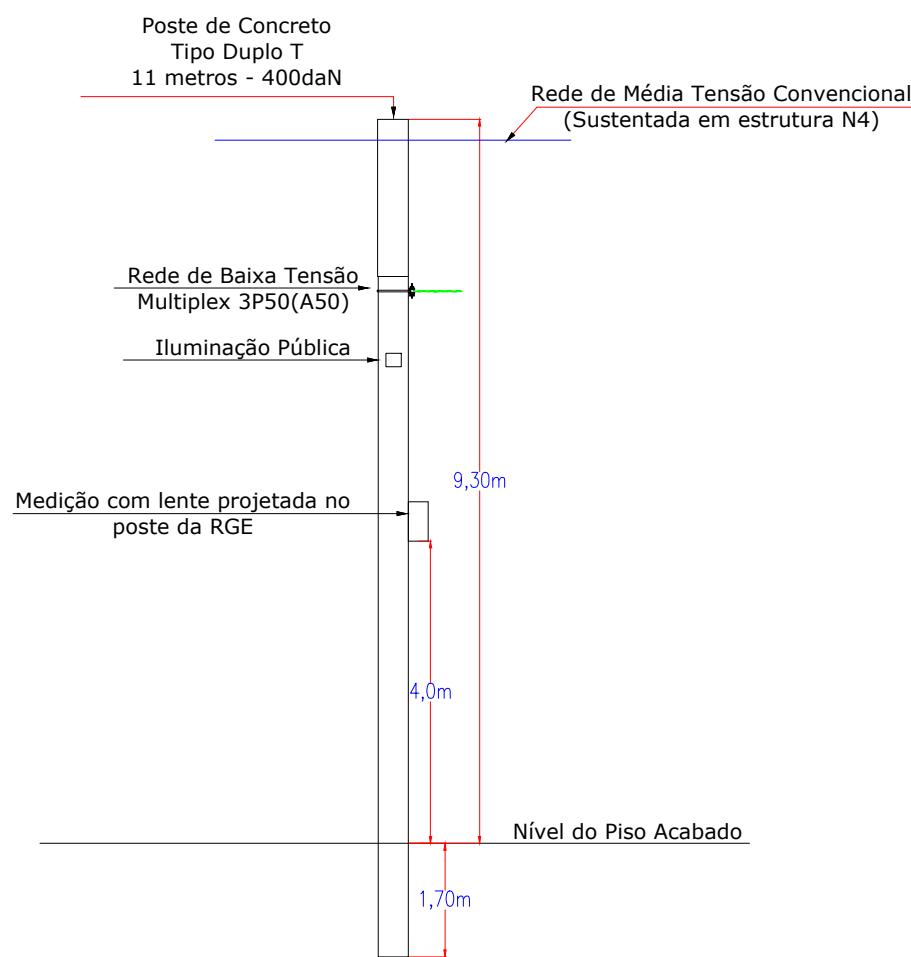 Poste de Concreto
Tipo Duplo T
11 metros - 400daN
Rede de Média Tensão Convencional
(Sustentada em estrutura N4)
Rede de Baixa Tensão
Multiplex 3P50(A50)
Iluminação Pública
9,30m
Medição com lente projetada no
poste da RGE
4,0m
Nível do Piso Acabado
1,70m